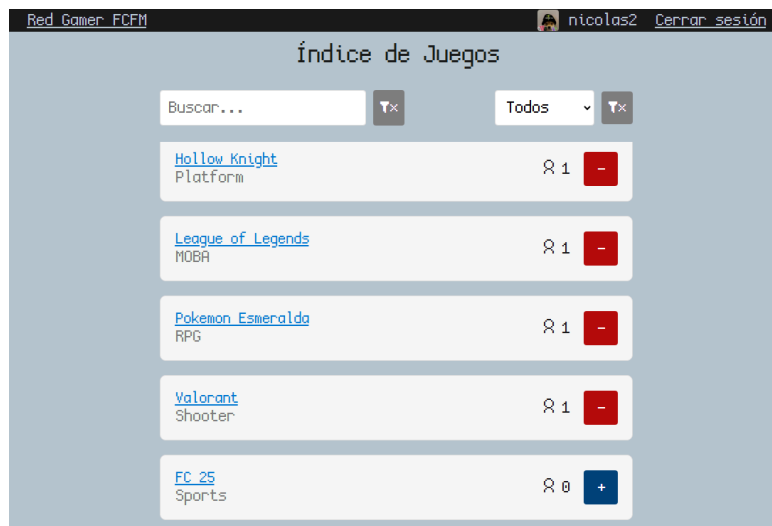 Red Gamer FCFM nicolas2 Cerrar sesión
Índice de Juegos
Buscar... Todos
Hollow Knight
Platform
1 -
League of Legends
MOBA
1 -
Pokemon Esmeralda
RPG
1 -
Valorant
Shooter
1 -
FC 25
Sports
0 +